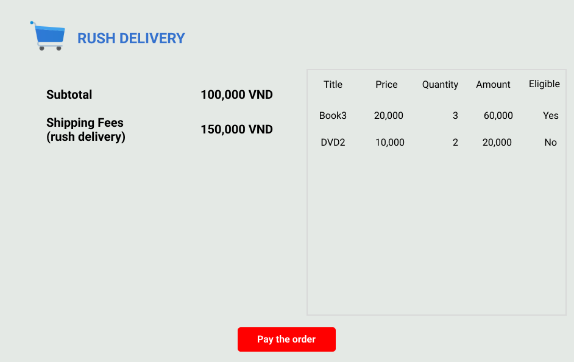 RUSH DELIVERY
Subtotal 100,000 VND
Shipping Fees
(rush delivery) 150,000 VND
Title Price Quantity Amount Eligible
Book3 20,000 3 60,000 Yes
DVD2 10,000 2 20,000 No
Pay the order